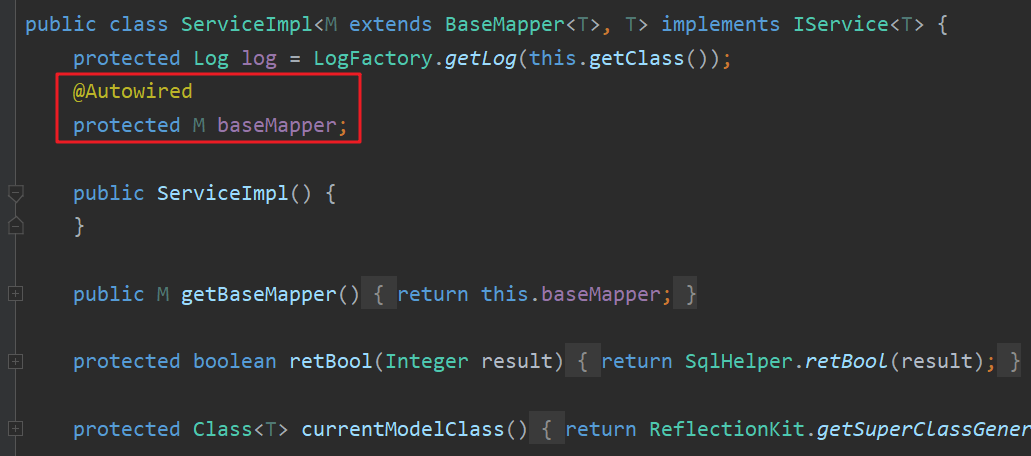 public class ServiceImpl<M extends BaseMapper<T>, T> implements IService<T> {
protected Log log = LogFactory.getLog(this.getClass());
@Autowired
protected M baseMapper;
public ServiceImpl() {
}
public M getBaseMapper() { return this.baseMapper; }
protected boolean retBool(Integer result) { return SqlHelper.retBool(result); }
protected Class<T> currentModelClass() { return ReflectionKit.getSuperClassGener